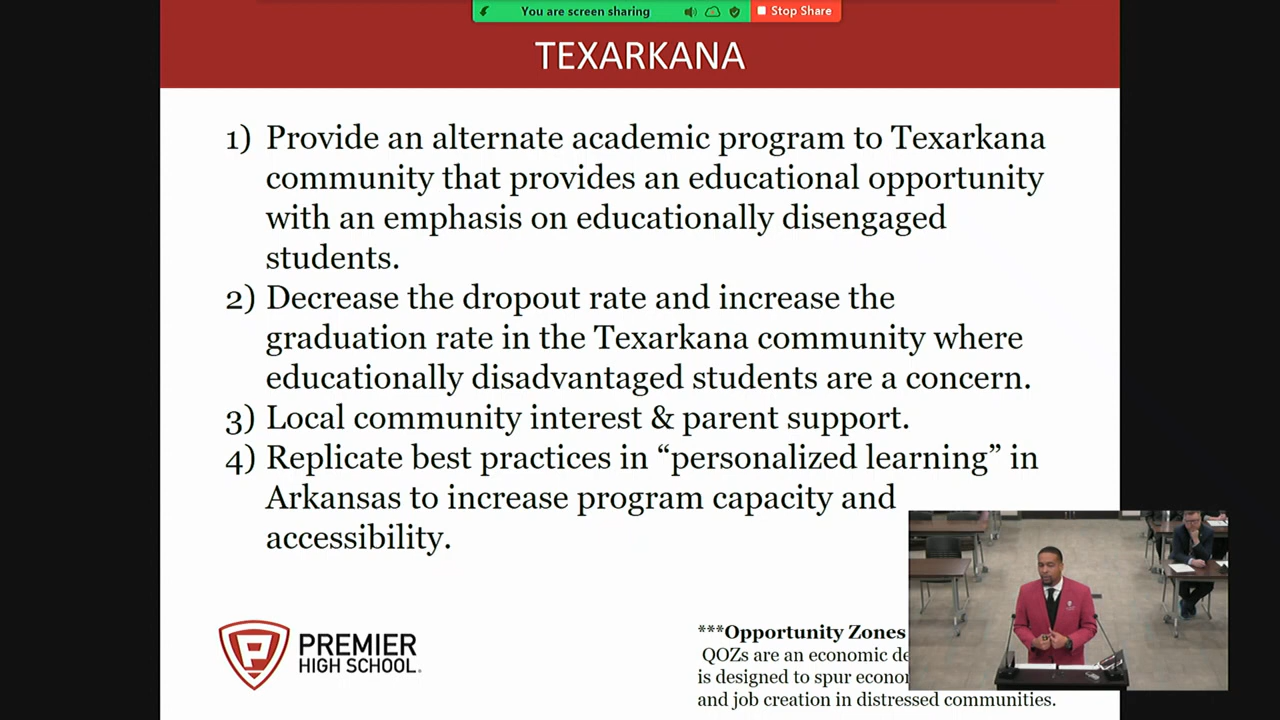 You are screen sharing
Stop Share
TEXARKANA
1) Provide an alternate academic program to Texarkana
community that provides an educational opportunity
with an emphasis on educationally disengaged
students.
2) Decrease the dropout rate and increase the
graduation rate in the Texarkana community where
educationally disadvantaged students are a concern.
3) Local community interest & parent support.
4) Replicate best practices in “personalized learning” in
Arkansas to increase program capacity and
accessibility.
PREMIER
HIGH SCHOOL®
***Opportunity Zones
QOZs are an economic de
is designed to spur econo
and job creation in distressed communities.